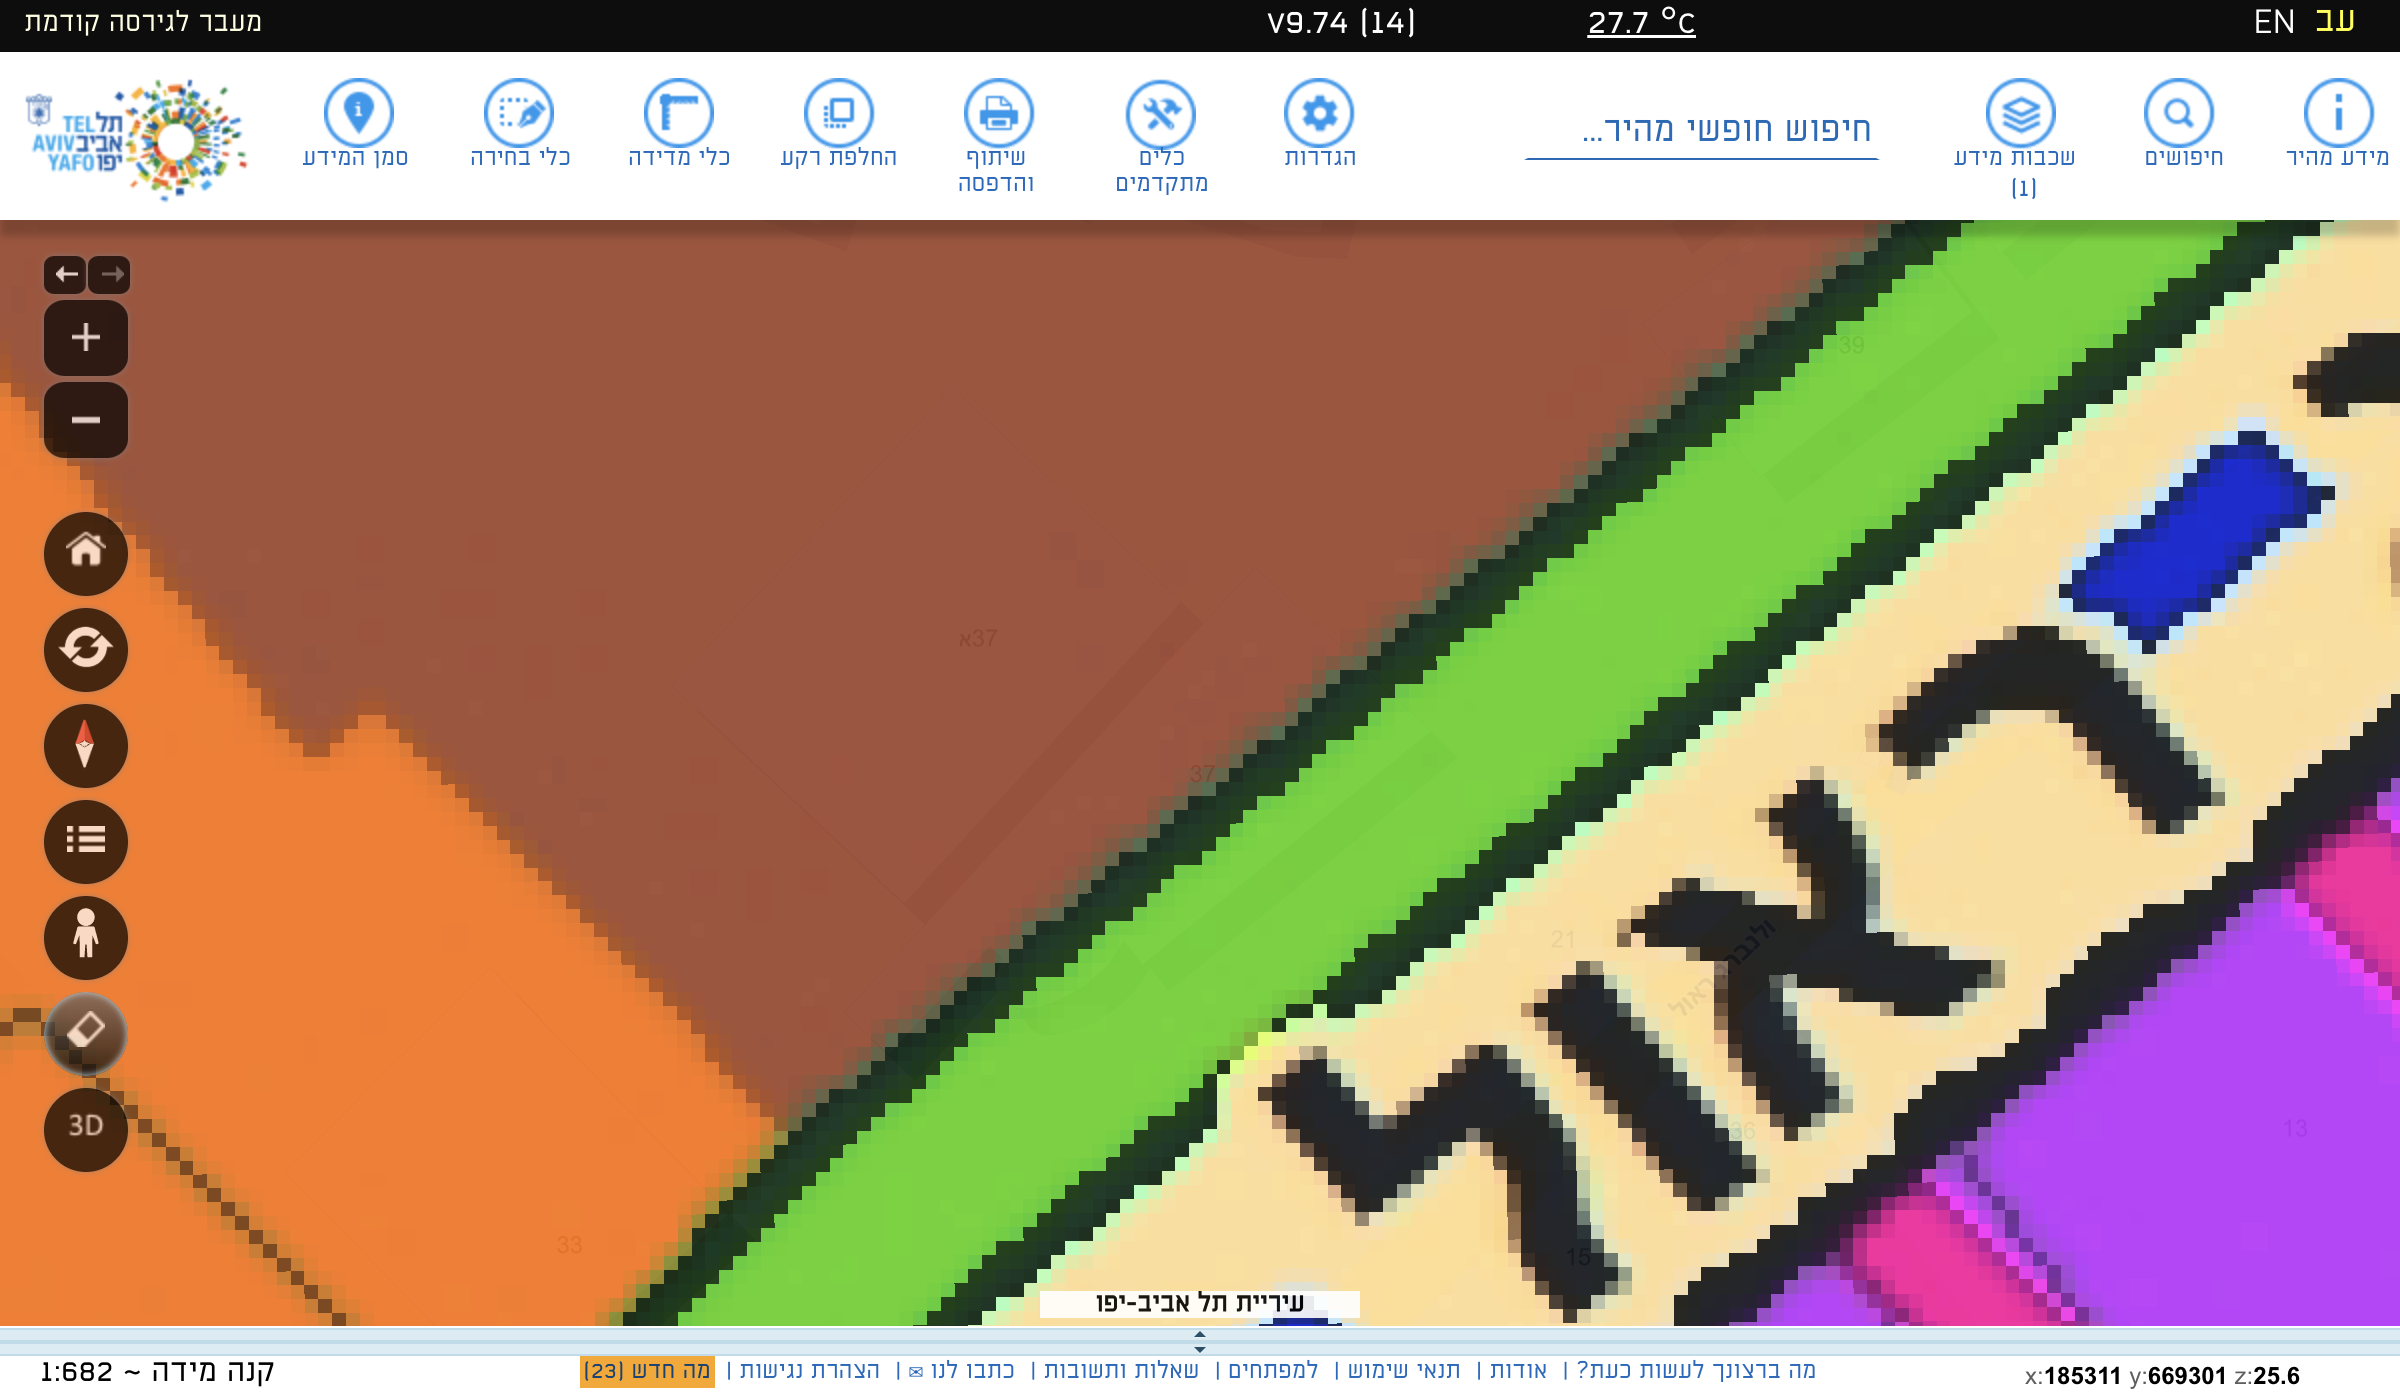 מעבר לגירסה קודמת
V9.74 (14)
27.7 °C
EN עב
תל אביב יפו
TEL AVIV YAFO
מידע מהיר
חיפושים
שכבות מידע (1)
חיפוש חופשי מהיר...
הגדרות
כלים מתקדמים
שיתוף והדפסה
החלפת רקע
כלי מדידה
כלי בחירה
סמן המידע
39
37א
37
21
36
13
15
33
3D
עיריית תל אביב-יפו
קנה מידה ~ 1:682
מה ברצונך לעשות כעת? | אודות | תנאי שימוש | למפתחים | שאלות ותשובות | כתבו לנו ✉ | הצהרת נגישות | מה חדש (23)
x:185311 y:669301 z:25.6